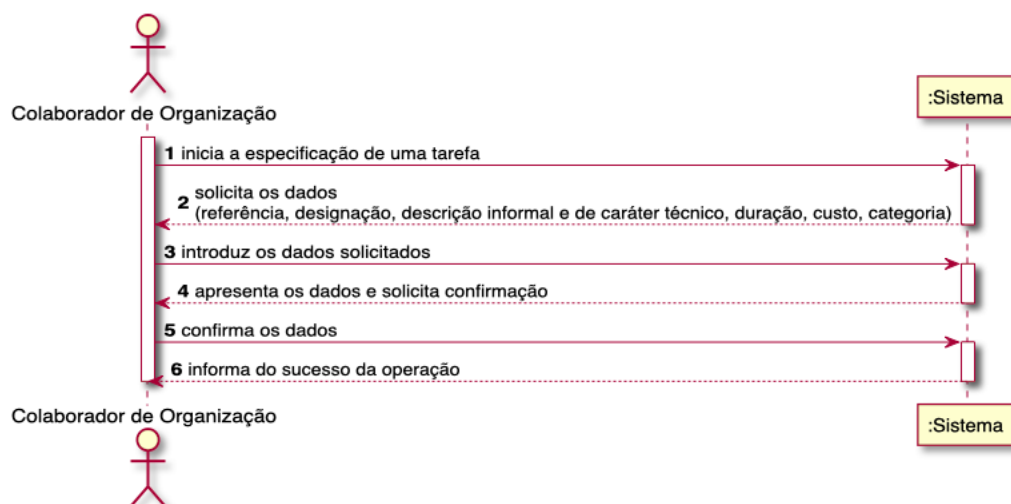 Colaborador de Organização
:Sistema
1 inicia a especificação de uma tarefa
2 solicita os dados
(referência, designação, descrição informal e de caráter técnico, duração, custo, categoria)
3 introduz os dados solicitados
4 apresenta os dados e solicita confirmação
5 confirma os dados
6 informa do sucesso da operação
Colaborador de Organização
:Sistema